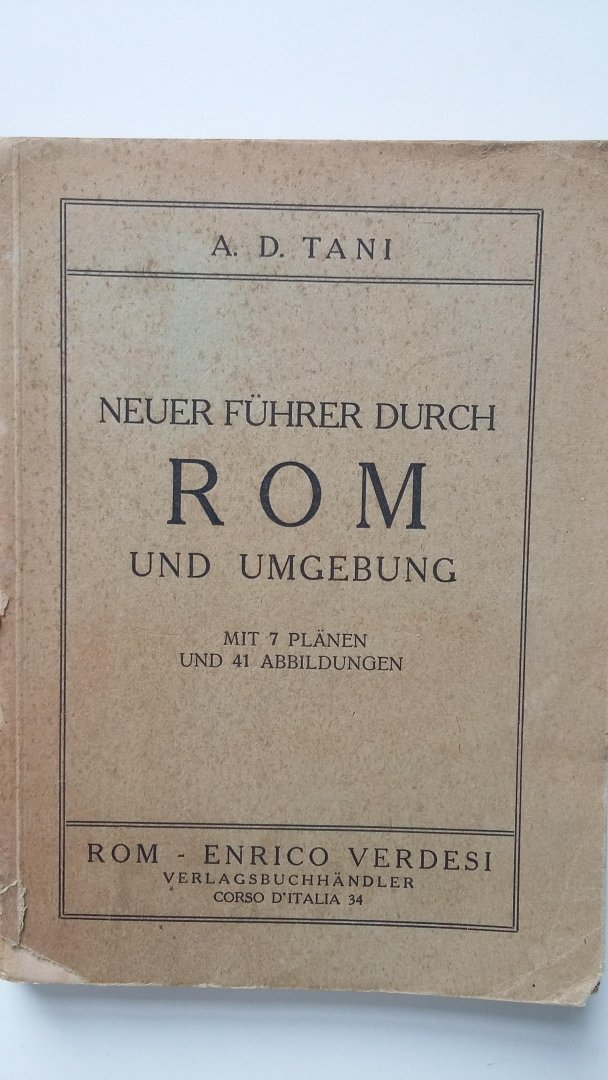 A. D. TANI
NEUER FÜHRER DURCH
ROM
UND UMGEBUNG
MIT 7 PLÄNEN
UND 41 ABBILDUNGEN
ROM - ENRICO VERDESI
VERLAGSBUCHHÄNDLER
CORSO D'ITALIA 34